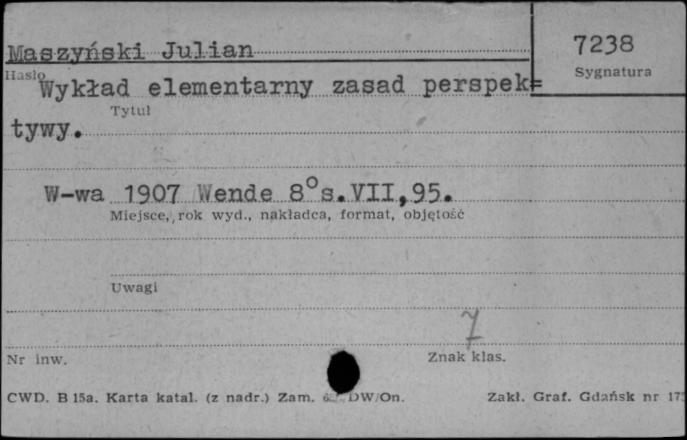 Maszyński Julian
7238
Hasło
Sygnatura
Wykład elementarny zasad perspek=
Tytuł
tywy.
W-wa 1907 Wende 8° s.VII,95.
Miejsce, rok wyd., nakładca, format, objętość
Uwagi
7
Nr inw.
Znak klas.
CWD. B 15a. Karta katal. (z nadr.) Zam. DW/On.
Zakł. Graf. Gdańsk nr